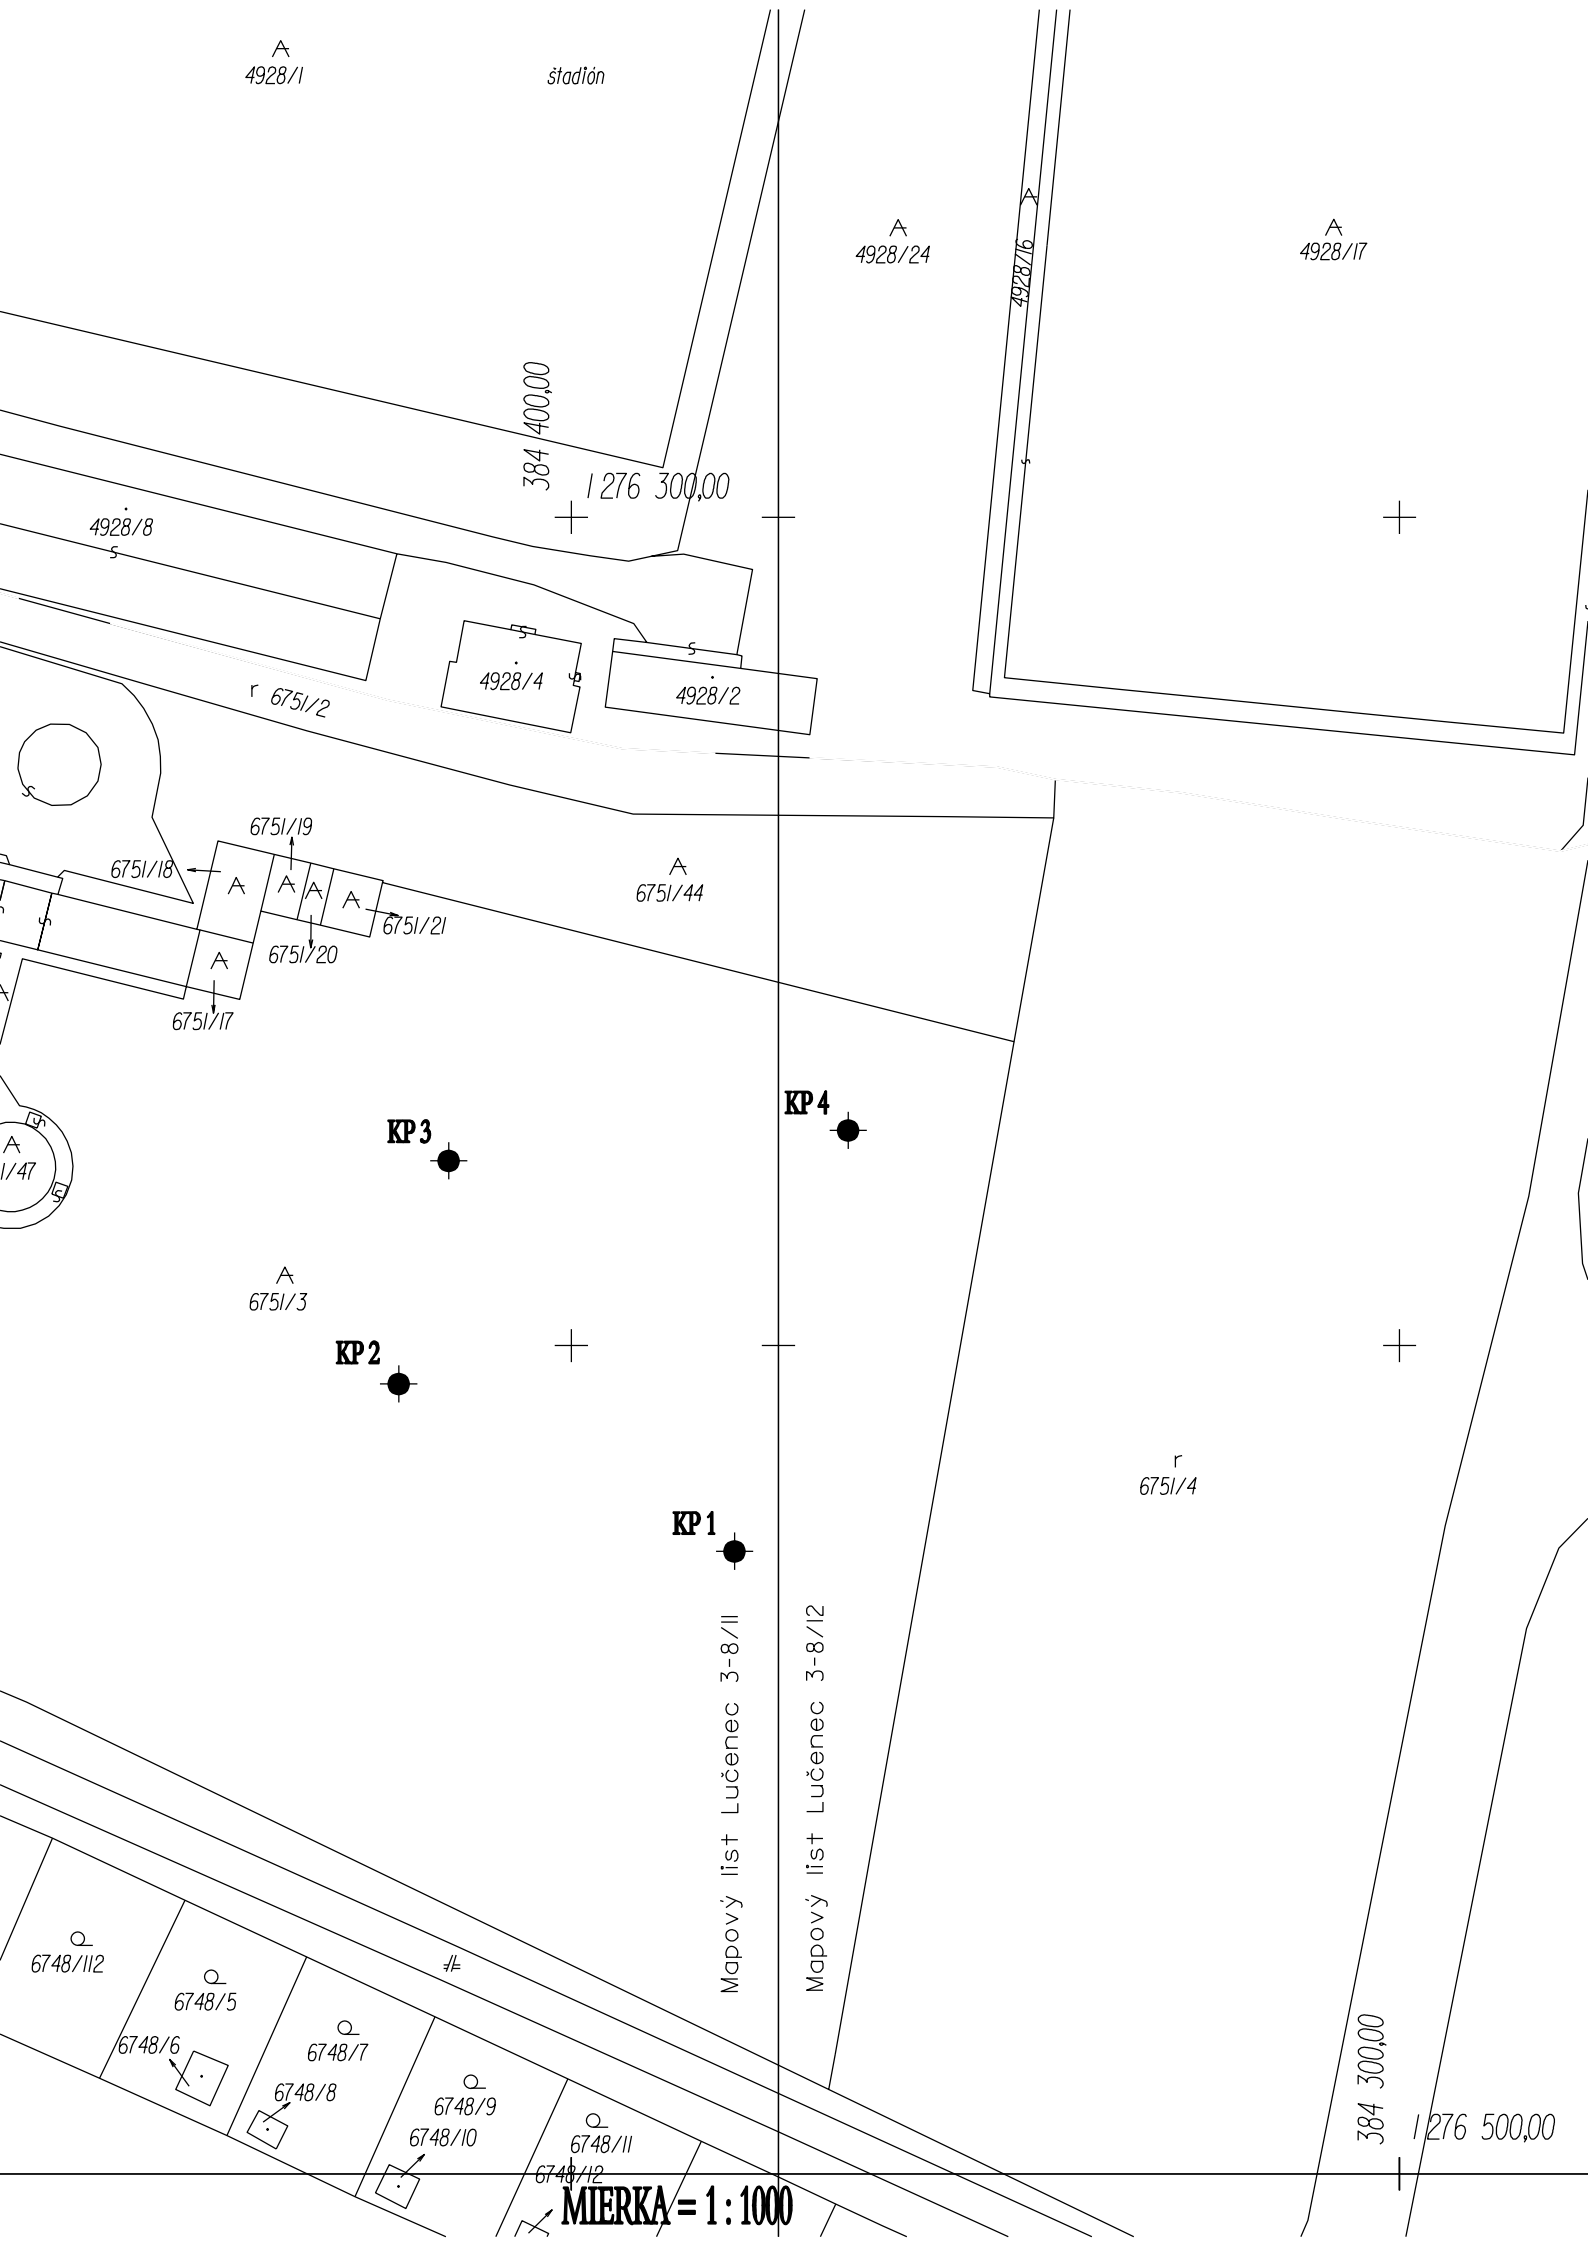 4928/1
štadión
4928/24
4928/16
4928/17
384 400,00
1 276 300,00
4928/8
s
s
s
s
s
4928/4
4928/2
r 6751/2
s
6751/19
6751/18
6751/44
6751/21
s
6751/20
6751/17
KP 4
KP 3
s
1/47
s
6751/3
KP 2
r
6751/4
KP 1
Mapový list Lučenec 3-8/11
Mapový list Lučenec 3-8/12
6748/112
6748/5
6748/6
6748/7
6748/8
6748/9
6748/10
6748/11
6748/12
384 300,00
1 276 500,00
MIERKA = 1 : 1000